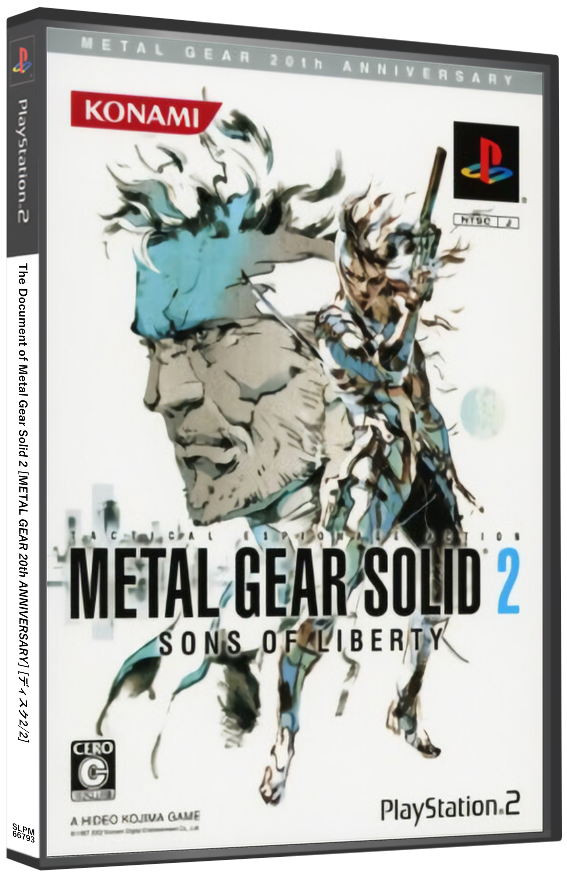 PlayStation.2
The Document of Metal Gear Solid 2 [METAL GEAR 20th ANNIVERSARY] [ディスク2/2]
SLPM
66793
METAL GEAR 20th ANNIVERSARY
KONAMI
NTSC J
TACTICAL ESPIONAGE ACTION
METAL GEAR SOLID® 2
SONS OF LIBERTY
CERO
C
A HIDEO KOJIMA GAME
PlayStation®2